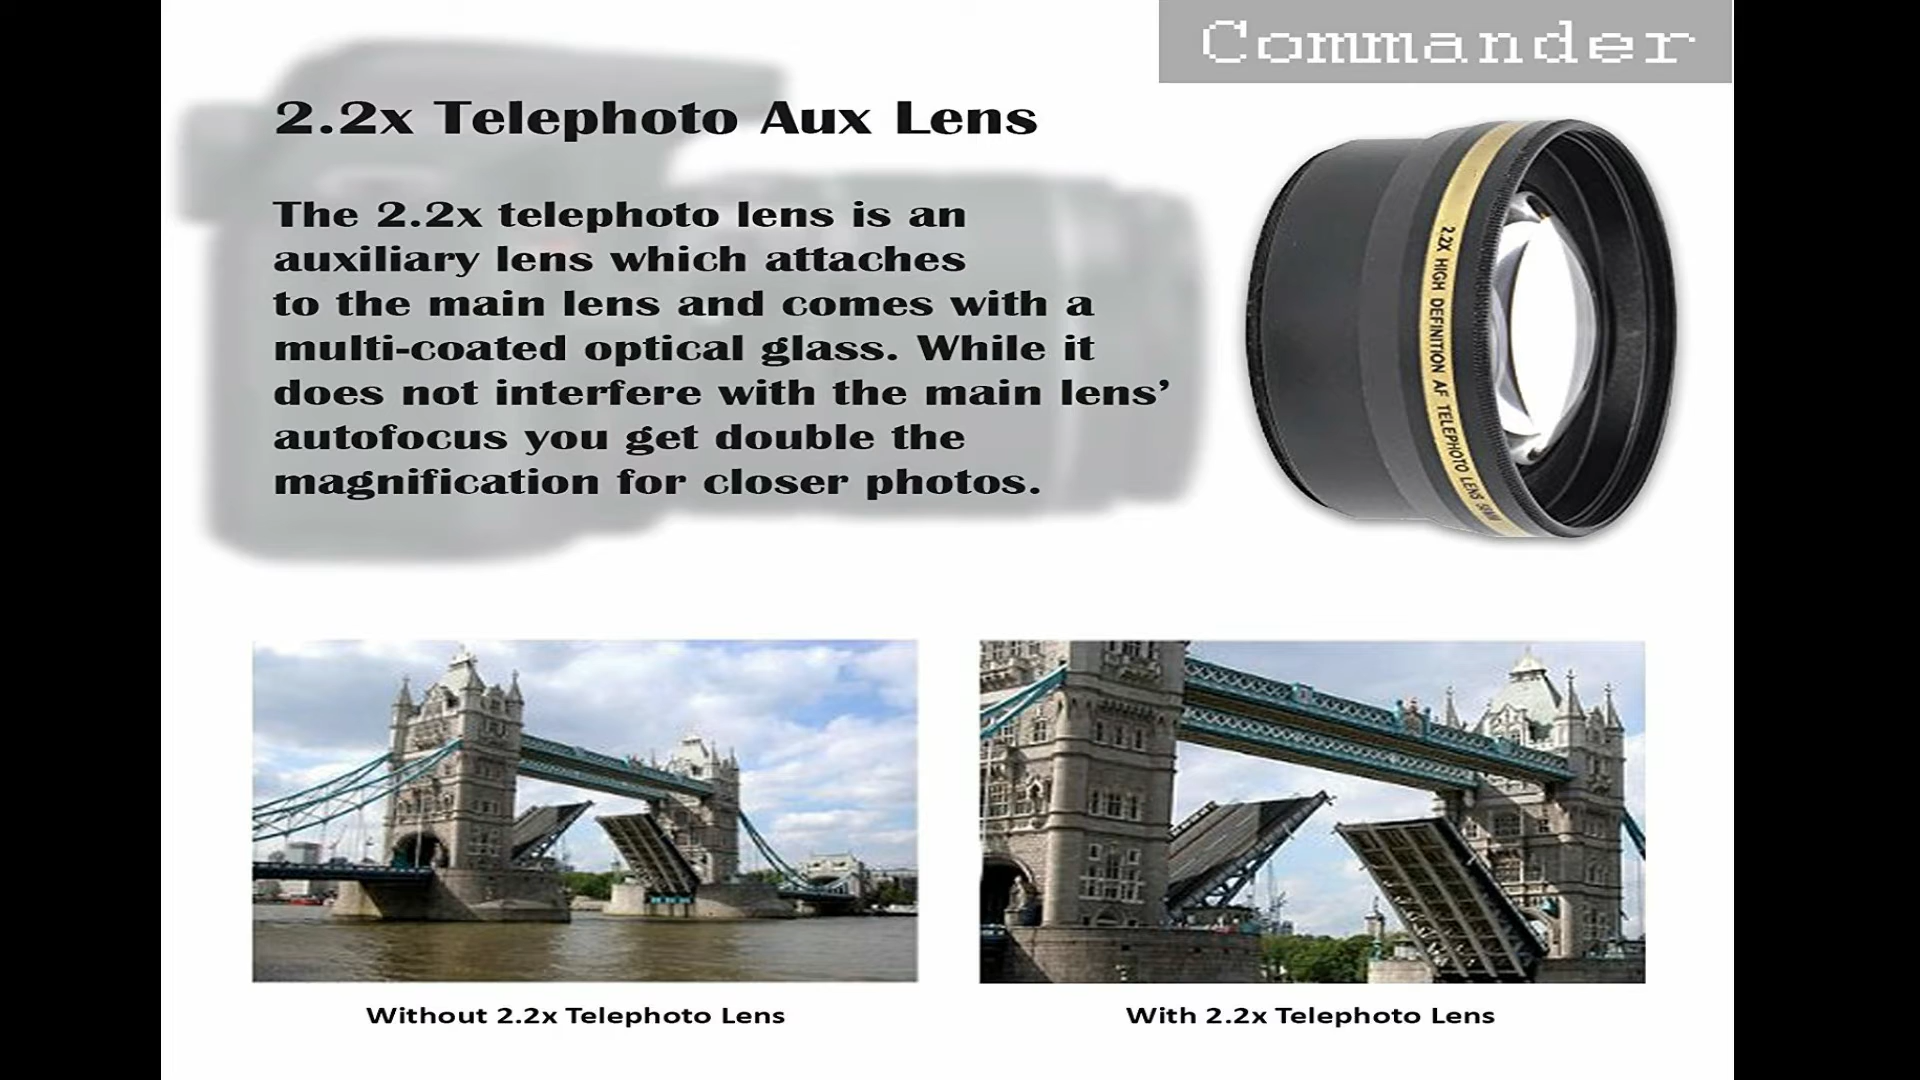 Commander
2.2x Telephoto Aux Lens
The 2.2x telephoto lens is an
auxiliary lens which attaches
to the main lens and comes with a
multi-coated optical glass. While it
does not interfere with the main lens’
autofocus you get double the
magnification for closer photos.
2.2X HIGH DEFINITION AF TELEPHOTO LENS 58MM
Without 2.2x Telephoto Lens
With 2.2x Telephoto Lens